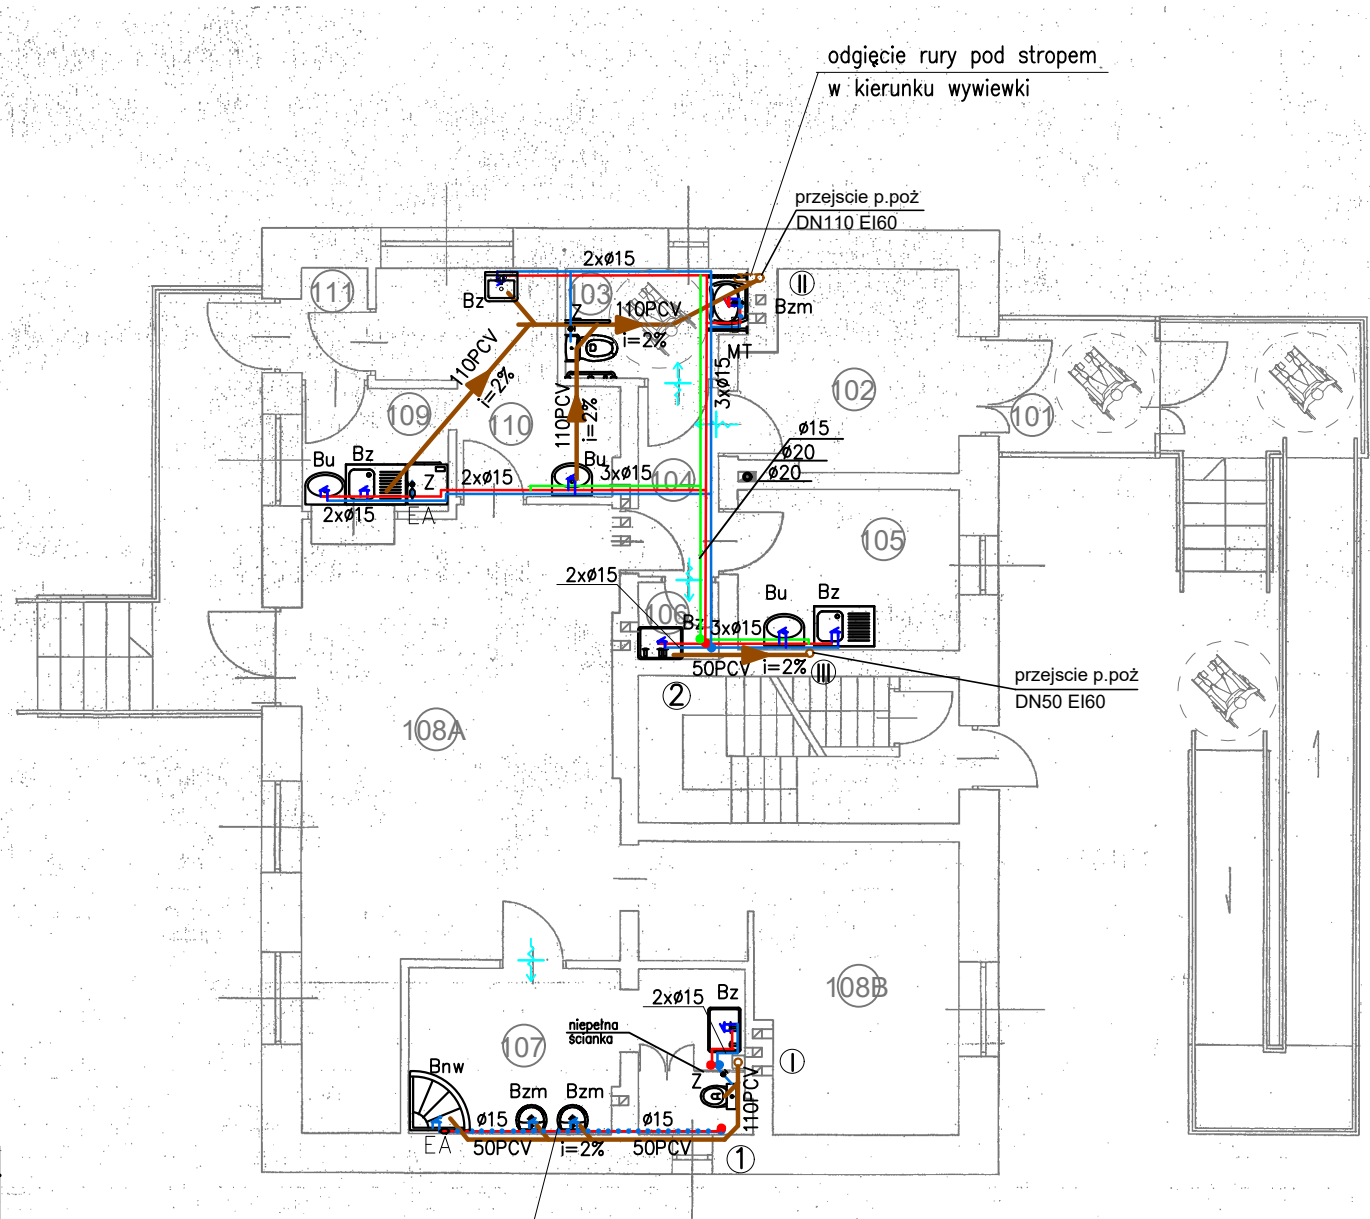 odgięcie rury pod stropem
w kierunku wywiewki
przejscie p.poż
DN110 EI60
2xø15
111
103
Bz
Z
110PCV
i=2%
II
Bzm
MT
3xø15
110PCV
i=2%
109
110
110PCV
i=2%
102
101
ø15
ø20
ø20
Bu
Bz
Z
2xø15
Bu
3xø15
104
2xø15
EA
105
2xø15
106
Bz
3xø15
Bu
Bz
50PCV
i=2%
III
przejscie p.poż
DN50 EI60
2
108A
108B
2xø15
Bz
niepełna
ścianka
107
I
Z
110PCV
Bnw
Bzm
Bzm
ø15
ø15
EA
50PCV
i=2%
50PCV
1